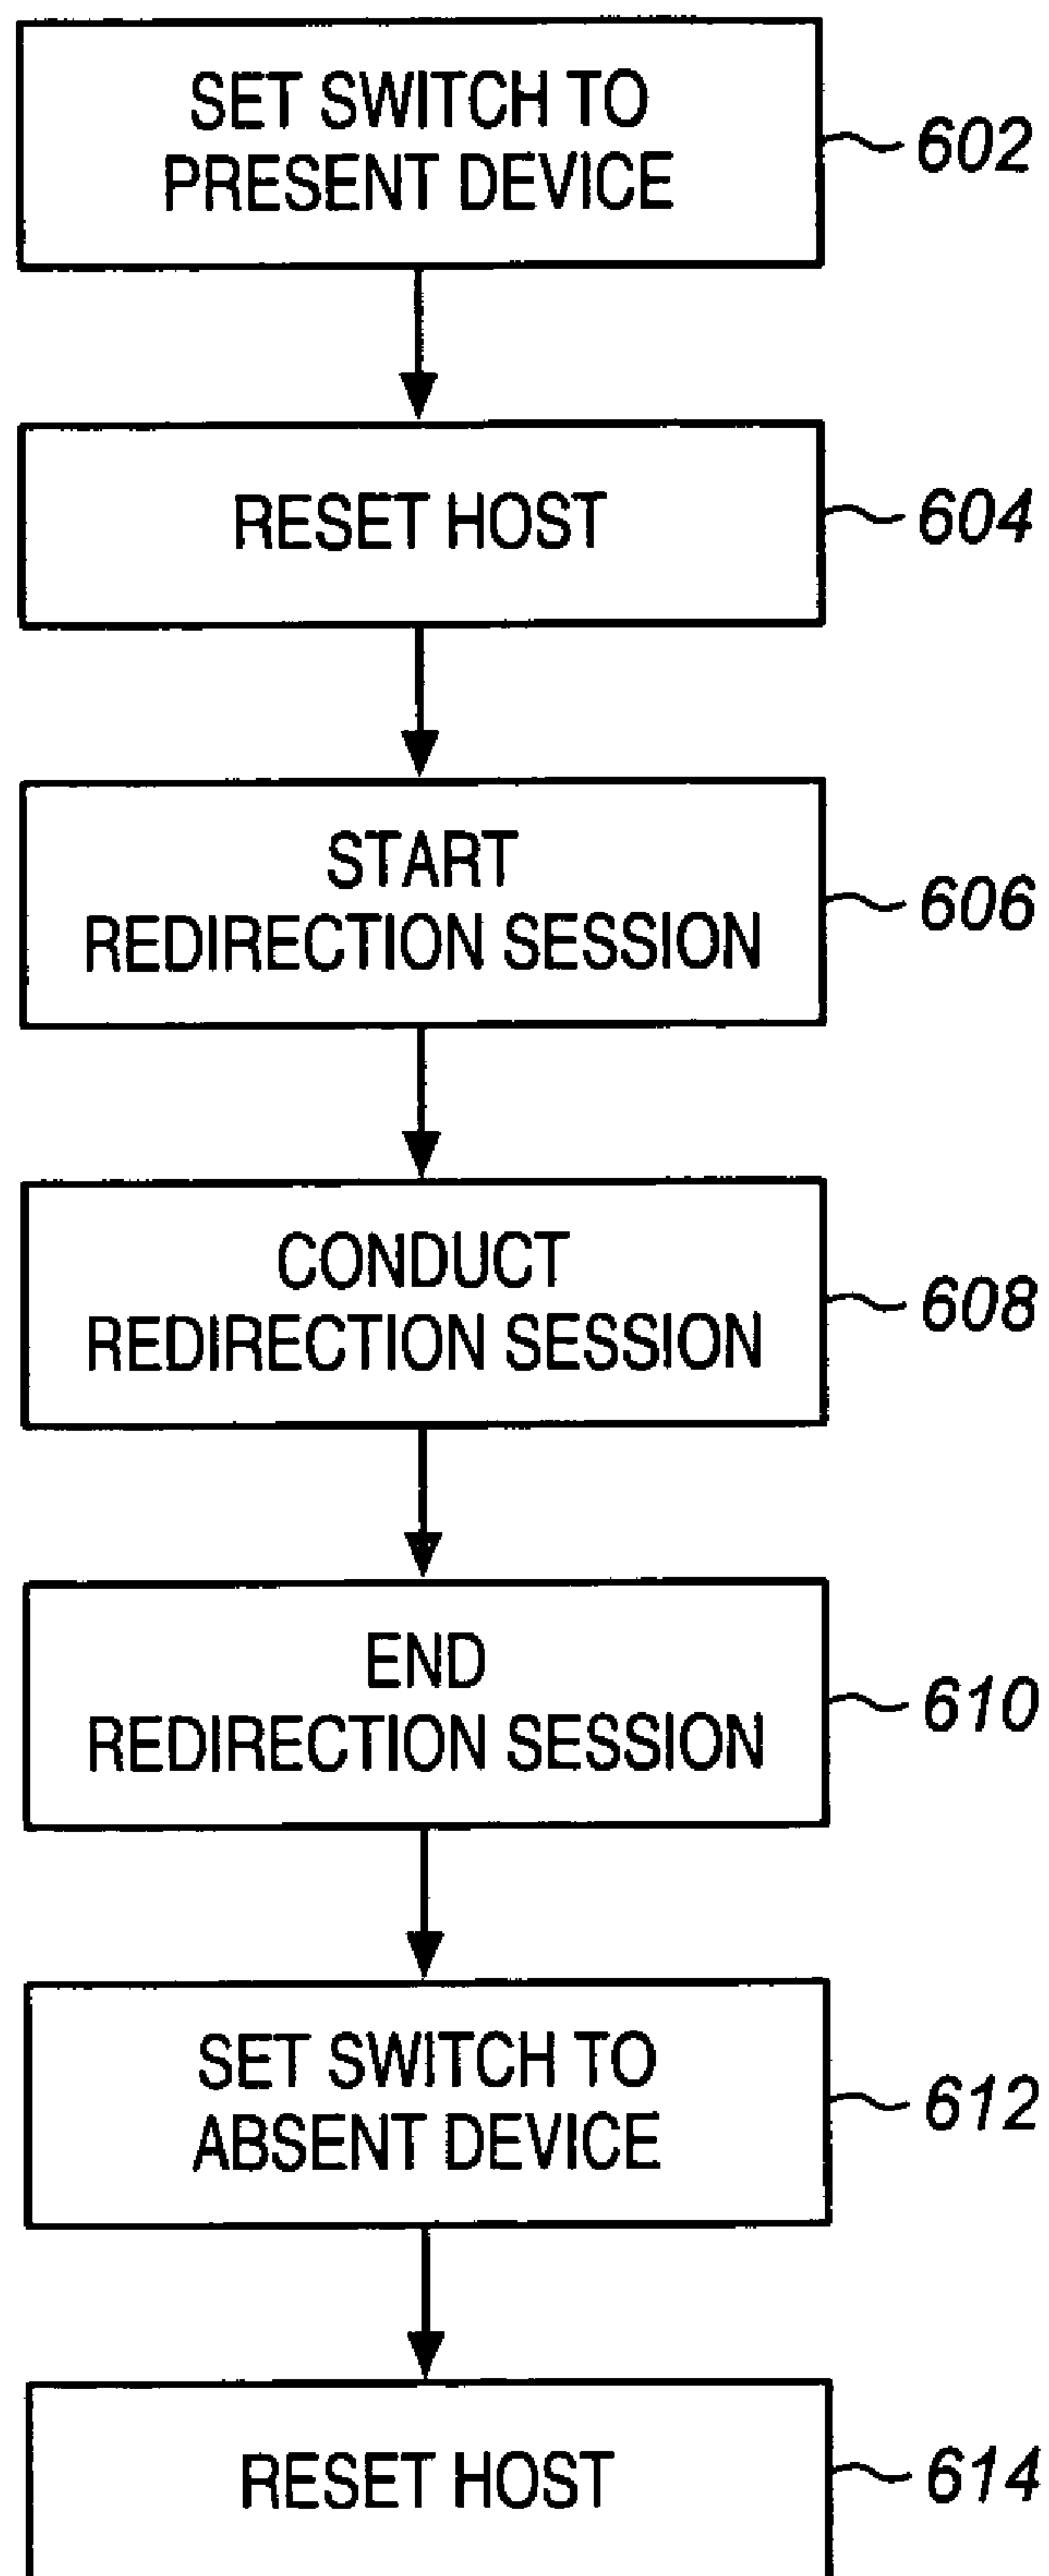 SET SWITCH TO
PRESENT DEVICE
602
RESET HOST
604
START
REDIRECTION SESSION
606
CONDUCT
REDIRECTION SESSION
608
END
REDIRECTION SESSION
610
SET SWITCH TO
ABSENT DEVICE
612
RESET HOST
614